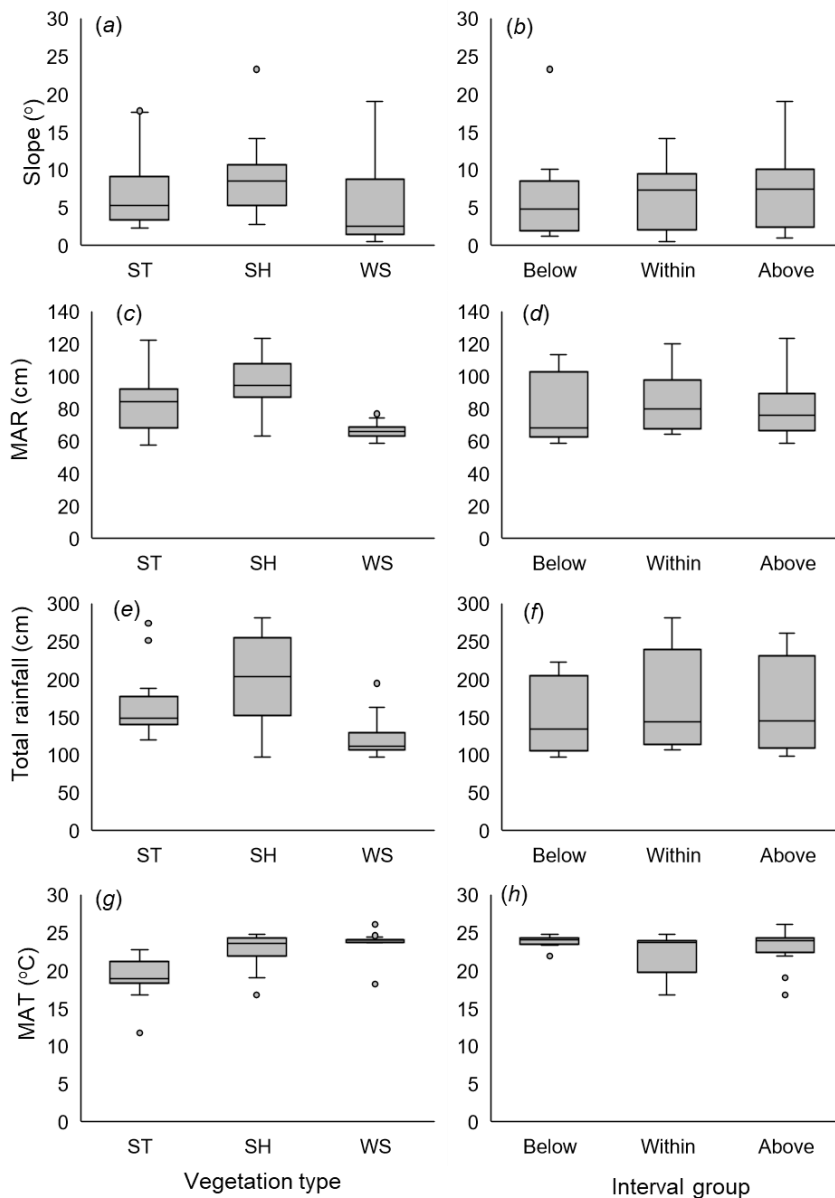 (a)
30
25
20
15
10
5
0
Slope (°)
ST SH WS
(b)
30
25
20
15
10
5
0
Below Within Above
(c)
140
120
100
80
60
40
20
0
MAR (cm)
ST SH WS
(d)
140
120
100
80
60
40
20
0
Below Within Above
(e)
300
250
200
150
100
50
0
Total rainfall (cm)
ST SH WS
(f)
300
250
200
150
100
50
0
Below Within Above
(g)
30
25
20
15
10
5
0
MAT (°C)
ST SH WS
Vegetation type
(h)
30
25
20
15
10
5
0
Below Within Above
Interval group